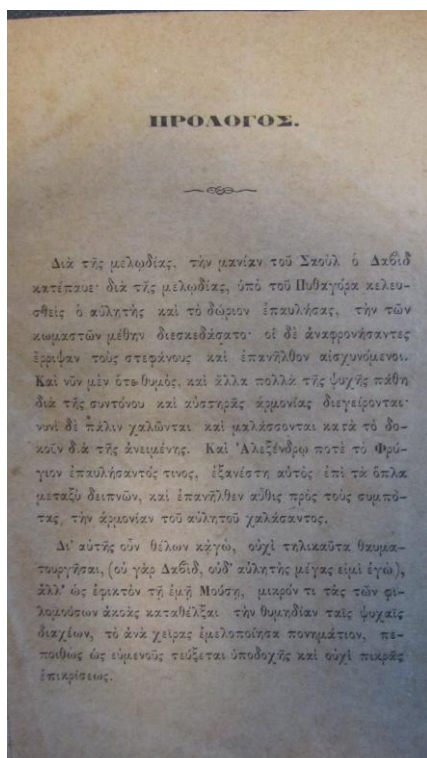 ΠΡΟΛΟΓΟΣ.
Διὰ τῆς μελῳδίας, τὴν μανίαν τοῦ Σαοὺλ ὁ Δαβὶδ
κατέπαυε· διὰ τῆς μελῳδίας, ὑπὸ τοῦ Πυθαγόρα κελευ-
σθεὶς ὁ αὐλητὴς καὶ τὸ δώριον ἐπαυλήσας, τὴν τῶν
κωμαστῶν μέθην διεσκεδάσατο· οἱ δὲ ἀναφρονήσαντες
ἔρριψαν τοὺς στεφάνους καὶ ἐπανῆλθον αἰσχυνόμενοι.
Καὶ νῦν μὲν ὅτε θυμὸς, καὶ ἄλλα πολλὰ τῆς ψυχῆς πάθη
διὰ τῆς συντόνου καὶ αὐστηρᾶς ἁρμονίας διεγείρονται·
νυνὶ δὲ πάλιν χαλῶνται καὶ μαλάσσονται κατὰ τὸ δο-
κοῦν διὰ τῆς ἀνειμένης. Καὶ Ἀλεξάνδρῳ ποτὲ τὸ Φρύ-
γιον ἐπαυλήσαντός τινος, ἐξανέστη αὐτὸς ἐπὶ τὰ ὅπλα
μεταξὺ δειπνῶν, καὶ ἐπανῆλθεν αὖθις πρὸς τοὺς συμπό-
τας, τὴν ἁρμονίαν τοῦ αὐλητοῦ χαλάσαντος.
Δι' αὐτῆς οὖν θέλων κἀγὼ, οὐχὶ τηλικαῦτα θαυμα-
τουργῆσαι, (οὐ γὰρ Δαβὶδ, οὐδ' αὐλητὴς μέγας εἰμὶ ἐγὼ),
ἀλλ' ὡς ἐφικτὸν τῇ ἐμῇ Μούσῃ, μικρόν τι τὰς τῶν φι-
λομούσων ἀκοὰς καταθέλξαι τὴν θυμηδίαν ταῖς ψυχαῖς
διαχέων, τὸ ἀνὰ χεῖρας ἐμελοποίησα πονημάτιον, πε-
ποιθὼς ὡς εὐμενοῦς τεύξεται ὑποδοχῆς καὶ οὐχὶ πικρᾶς
ἐπικρίσεως.